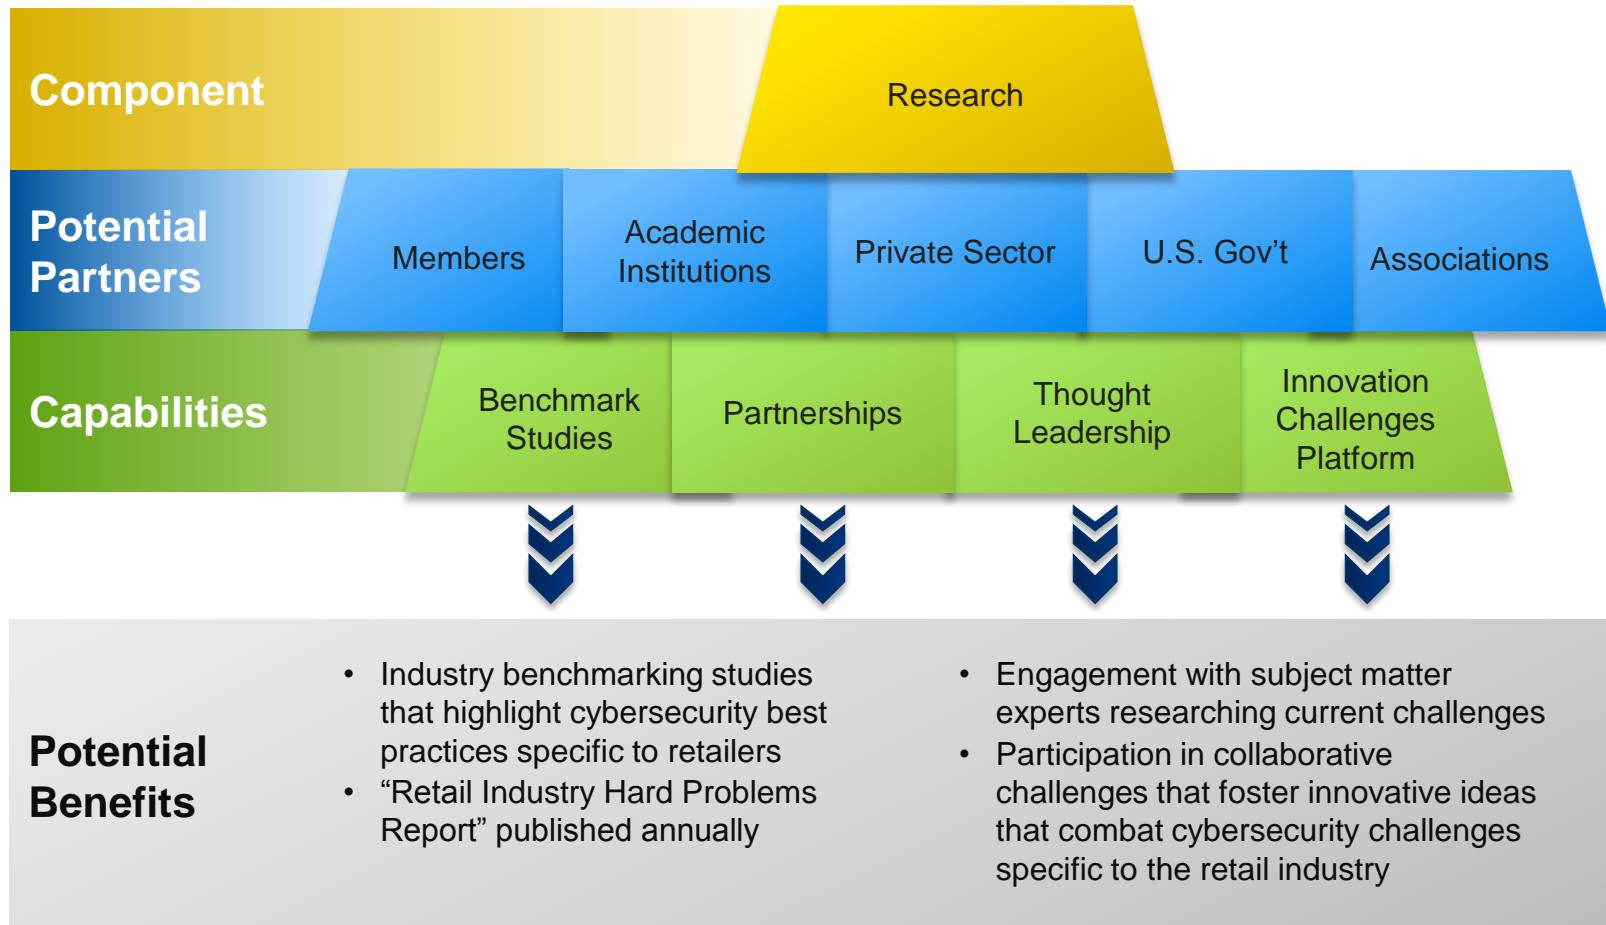 Component
Research
Potential
Partners
Members
Academic
Institutions
Private Sector
U.S. Gov't
Associations
Capabilities
Benchmark
Studies
Partnerships
Thought
Leadership
Innovation
Challenges
Platform
Potential
Benefits
• Industry benchmarking studies
that highlight cybersecurity best
practices specific to retailers
• “Retail Industry Hard Problems
Report” published annually
• Engagement with subject matter
experts researching current challenges
• Participation in collaborative
challenges that foster innovative ideas
that combat cybersecurity challenges
specific to the retail industry